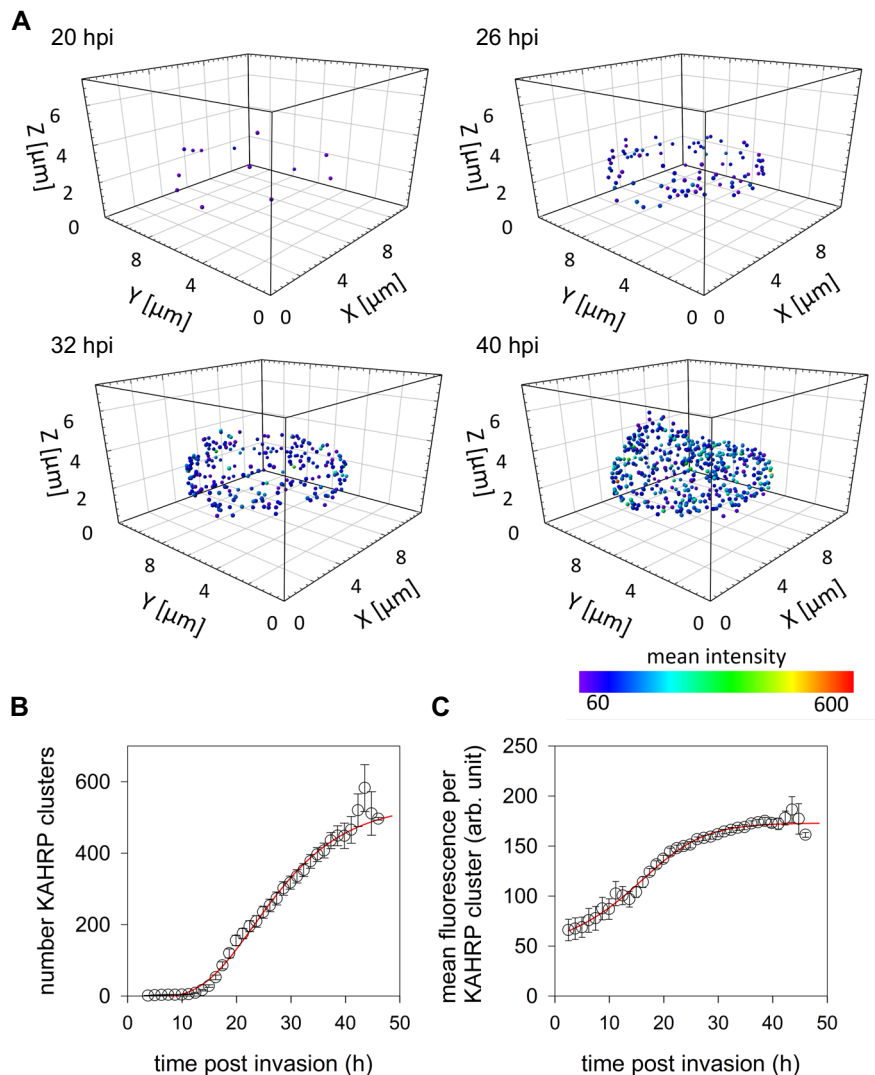 A
20 hpi
26 hpi
6
4
2
0
Z [µm]
8
4
0
Y [µm]
0
4
8
X [µm]
6
4
2
0
Z [µm]
8
4
0
Y [µm]
0
4
8
X [µm]
32 hpi
40 hpi
6
4
2
0
Z [µm]
8
4
0
Y [µm]
0
4
8
X [µm]
6
4
2
0
Z [µm]
8
4
0
Y [µm]
0
4
8
X [µm]
mean intensity
60 600
B
number KAHRP clusters
600
400
200
0
0 10 20 30 40 50
time post invasion (h)
C
mean fluorescence per
KAHRP cluster (arb. unit)
250
200
150
100
50
0
0 10 20 30 40 50
time post invasion (h)